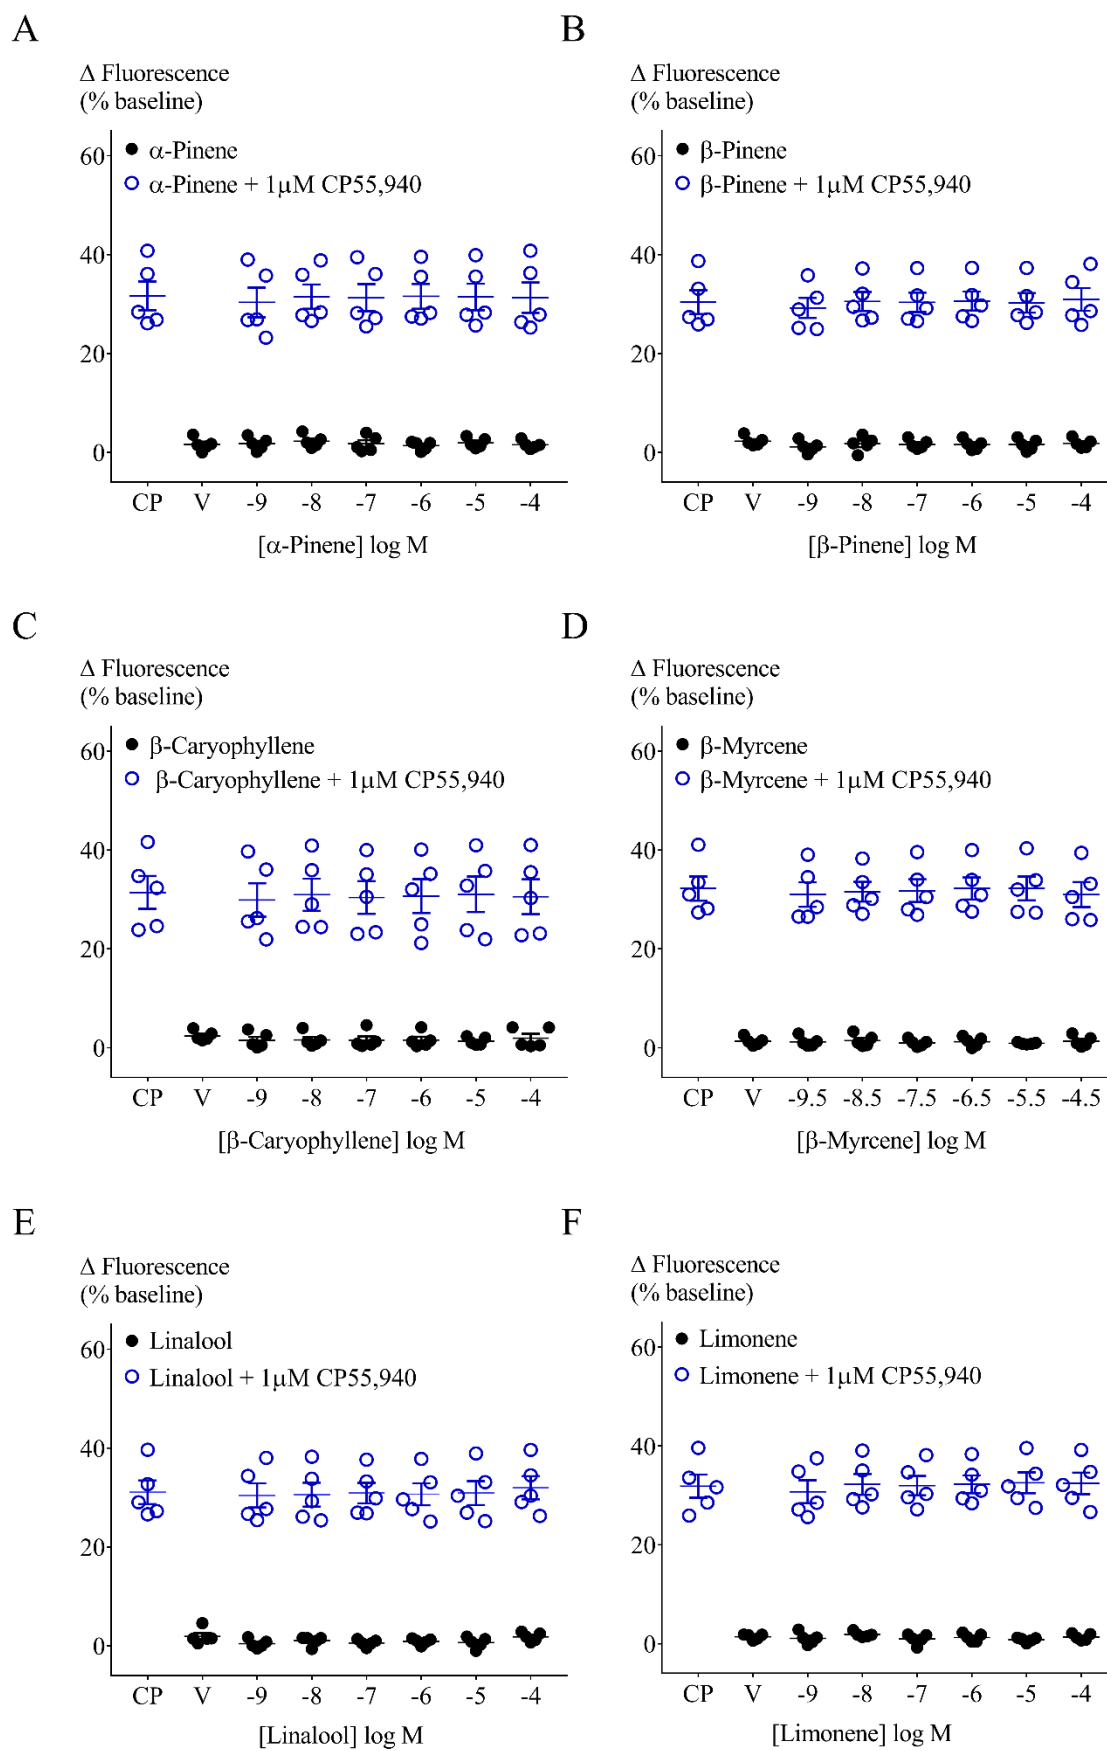 A
Δ Fluorescence
(% baseline)
α-Pinene
α-Pinene + 1μM CP55,940
60
40
20
0
CP V -9 -8 -7 -6 -5 -4
[α-Pinene] log M
B
Δ Fluorescence
(% baseline)
β-Pinene
β-Pinene + 1μM CP55,940
60
40
20
0
CP V -9 -8 -7 -6 -5 -4
[β-Pinene] log M
C
Δ Fluorescence
(% baseline)
β-Caryophyllene
β-Caryophyllene + 1μM CP55,940
60
40
20
0
CP V -9 -8 -7 -6 -5 -4
[β-Caryophyllene] log M
D
Δ Fluorescence
(% baseline)
β-Myrcene
β-Myrcene + 1μM CP55,940
60
40
20
0
CP V -9.5 -8.5 -7.5 -6.5 -5.5 -4.5
[β-Myrcene] log M
E
Δ Fluorescence
(% baseline)
Linalool
Linalool + 1μM CP55,940
60
40
20
0
CP V -9 -8 -7 -6 -5 -4
[Linalool] log M
F
Δ Fluorescence
(% baseline)
Limonene
Limonene + 1μM CP55,940
60
40
20
0
CP V -9 -8 -7 -6 -5 -4
[Limonene] log M